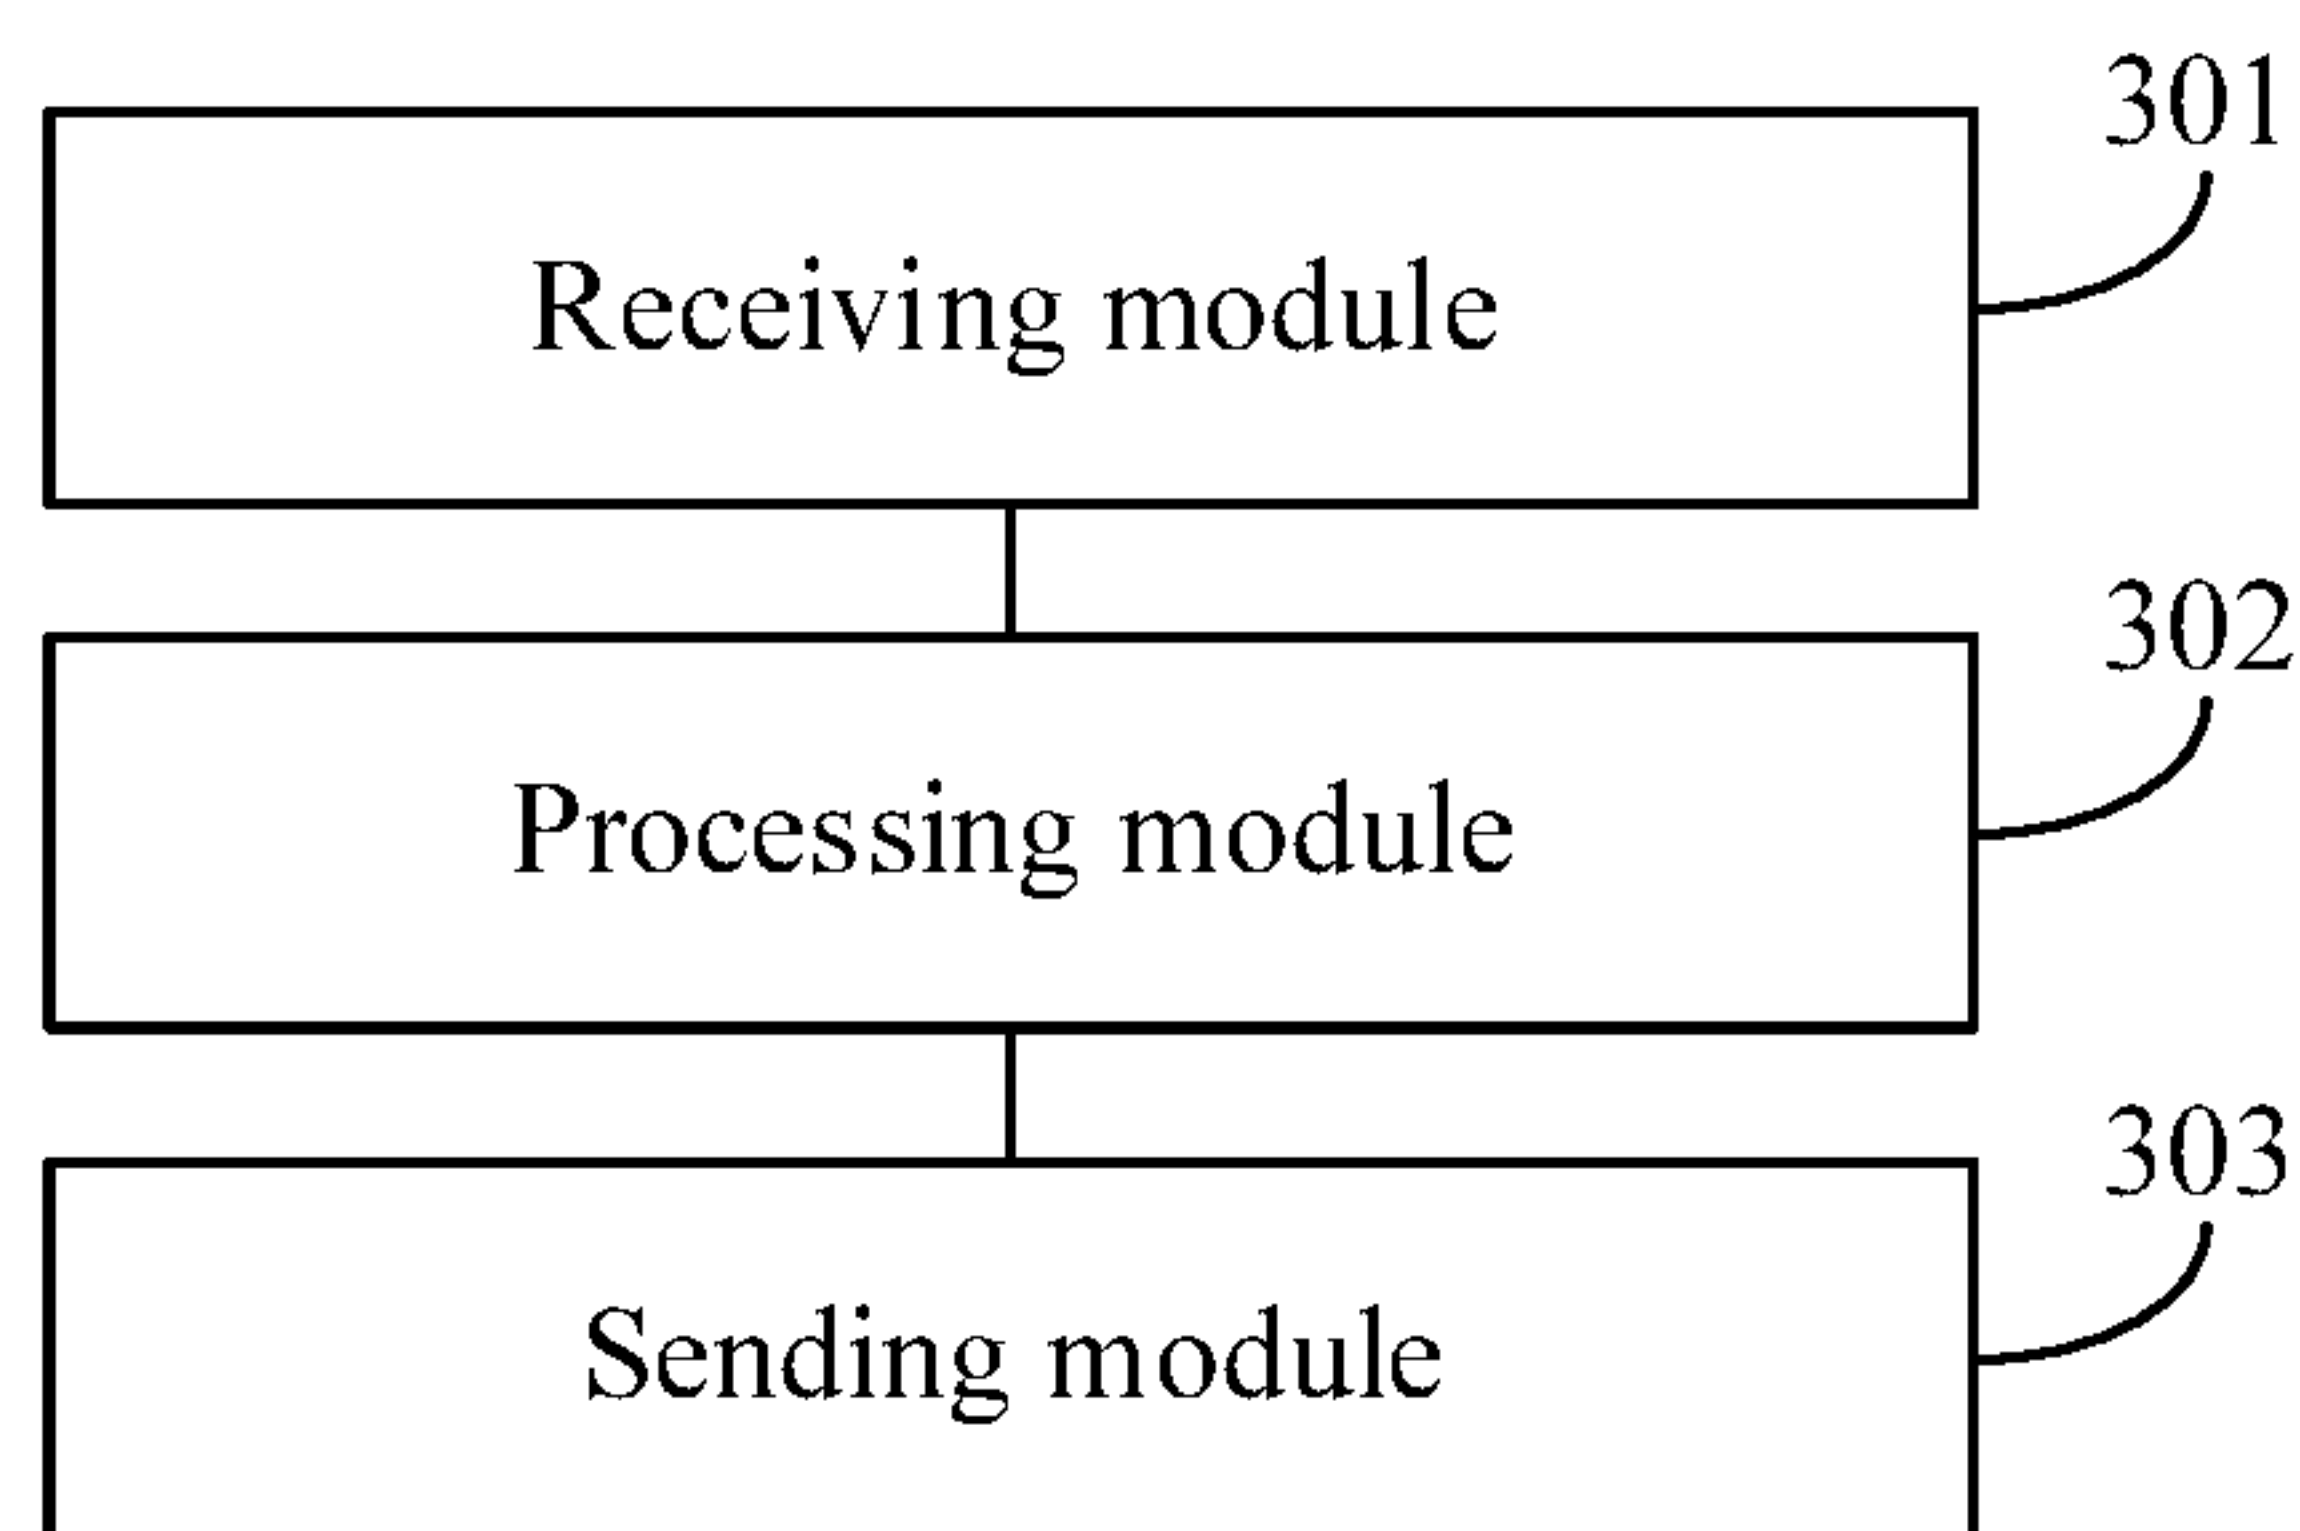 301
Receiving module
302
Processing module
303
Sending module